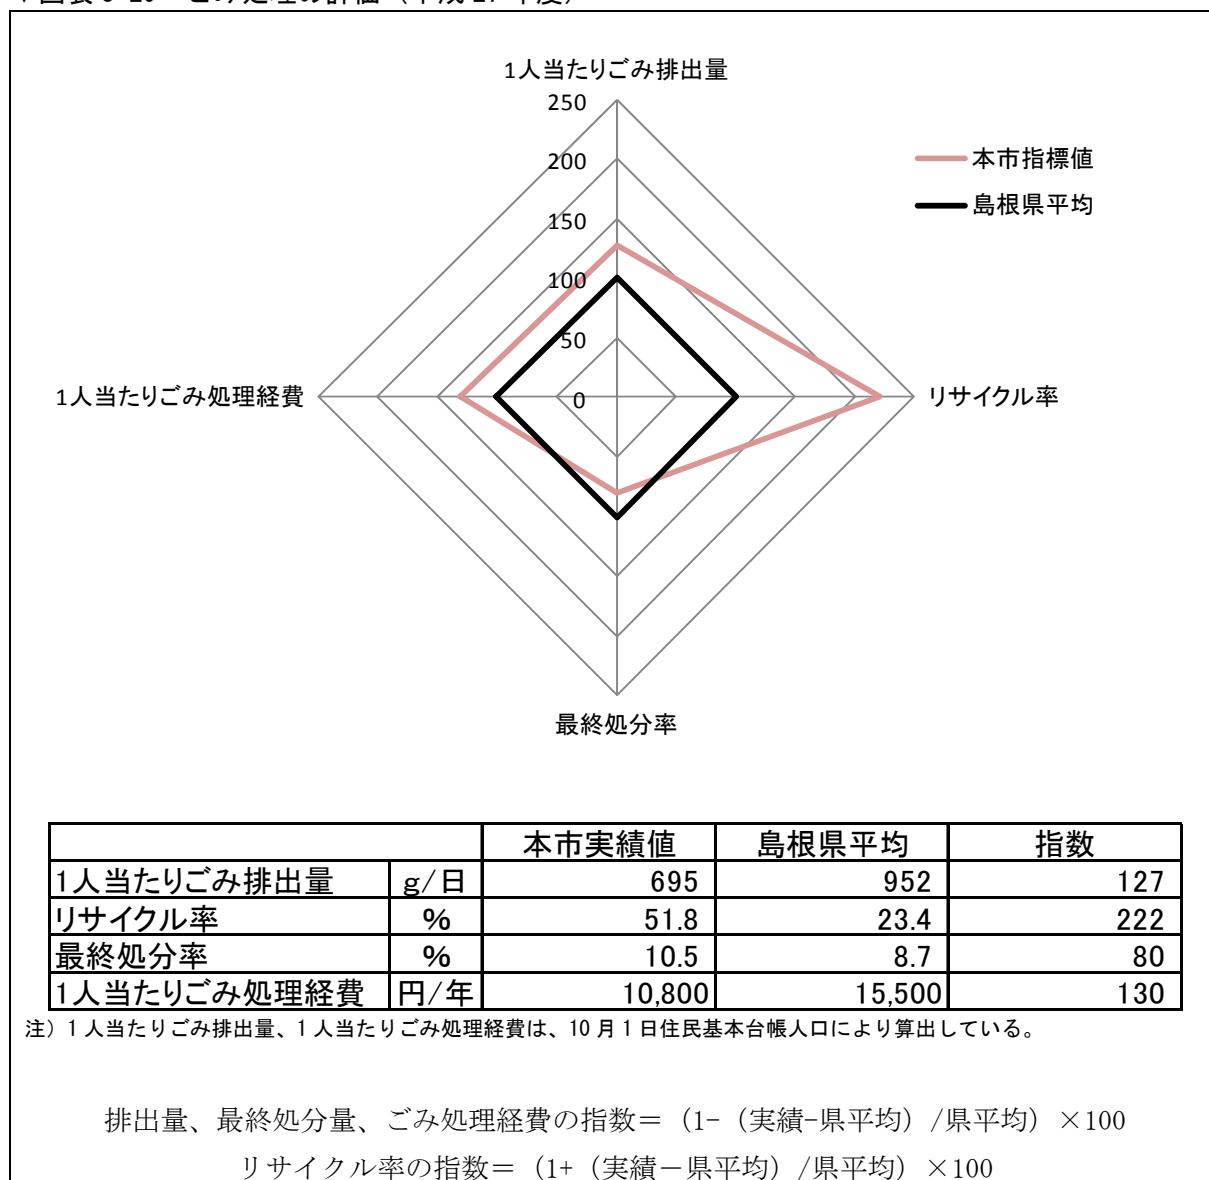 1人当たりごみ排出量
250
200
150
100
50
0
本市指標値
島根県平均
1人当たりごみ処理経費
リサイクル率
最終処分率
本市実績値 島根県平均 指数
1人当たりごみ排出量 g/日 695 952 127
リサイクル率 % 51.8 23.4 222
最終処分率 % 10.5 8.7 80
1人当たりごみ処理経費 円/年 10,800 15,500 130
注）1人当たりごみ排出量、1人当たりごみ処理経費は、10月1日住民基本台帳人口により算出している。
排出量、最終処分量、ごみ処理経費の指数＝（1-（実績-県平均）/県平均）×100
リサイクル率の指数＝（1+（実績－県平均）/県平均）×100